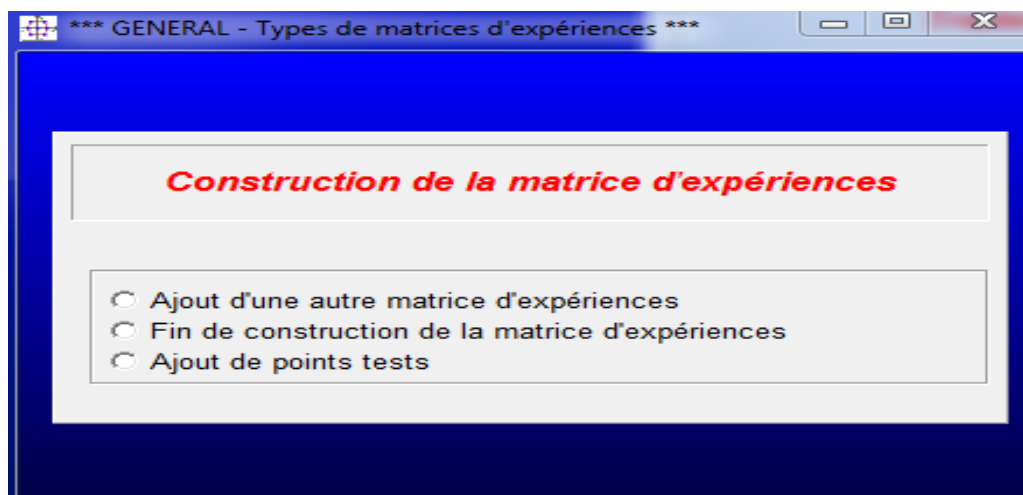 *** GENERAL - Types de matrices d'expériences ***
Construction de la matrice d'expériences
Ajout d'une autre matrice d'expériences
Fin de construction de la matrice d'expériences
Ajout de points tests